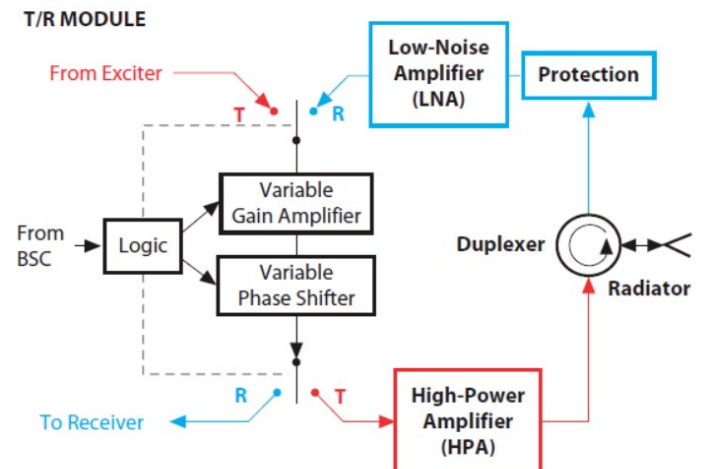 T/R MODULE
From Exciter
T
R
Low-Noise
Amplifier
(LNA)
Protection
Variable
Gain Amplifier
From
BSC
Logic
Variable
Phase Shifter
Duplexer
Radiator
R
T
To Receiver
High-Power
Amplifier
(HPA)